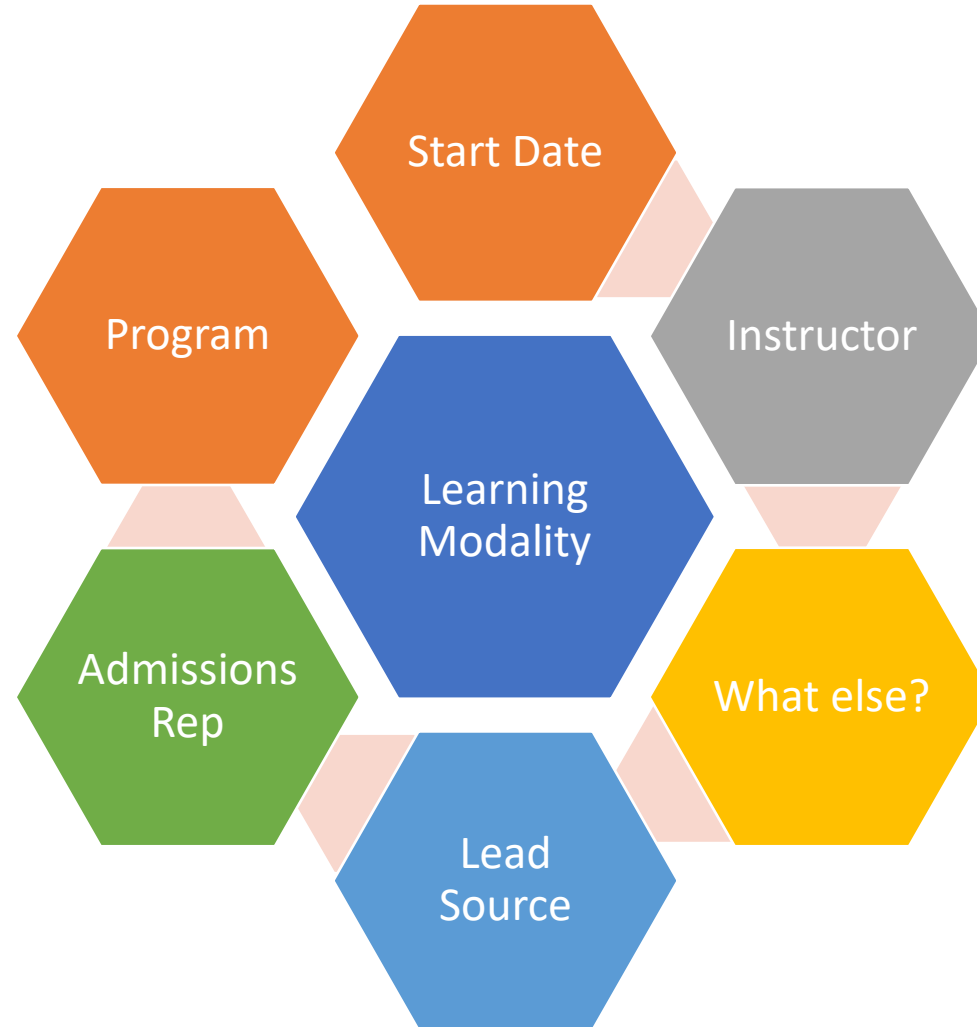 Start Date
Program
Instructor
Learning
Modality
Admissions
Rep
What else?
Lead
Source